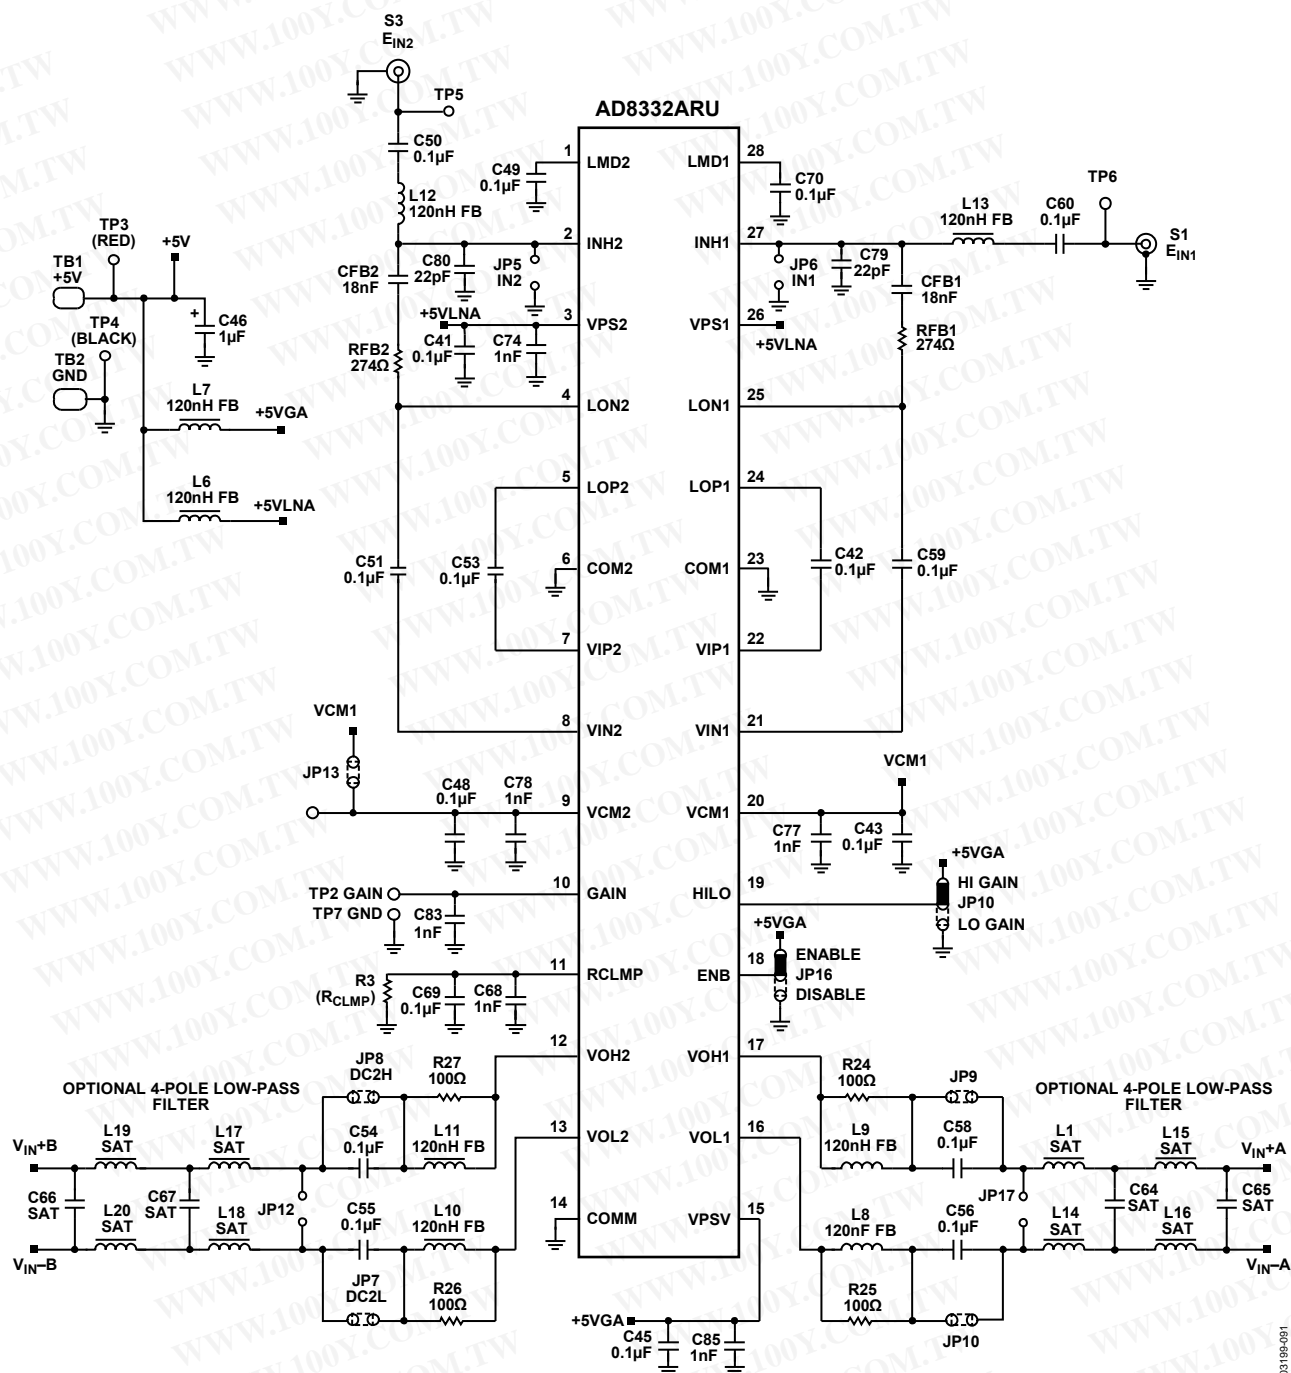 S3
EIN2
TP5
AD8332ARU
C50
0.1µF
L12
120nH FB
C49
0.1µF
1
LMD2
LMD1
28
C70
0.1µF
TP6
L13
120nH FB
C60
0.1µF
S1
EIN1
2
INH2
INH1
27
TP3
(RED)
+5V
TB1
+5V
TP4
(BLACK)
TB2
GND
C46
1µF
+
L7
120nH FB
+5VGA
L6
120nH FB
+5VLNA
CFB2
18nF
C80
22pF
JP5
IN2
JP6
IN1
C79
22pF
CFB1
18nF
+5VLNA
3
VPS2
VPS1
26
+5VLNA
RFB2
274Ω
C41
0.1µF
C74
1nF
RFB1
274Ω
4
LON2
LON1
25
5
LOP2
LOP1
24
C51
0.1µF
C53
0.1µF
6
COM2
COM1
23
C42
0.1µF
C59
0.1µF
7
VIP2
VIP1
22
8
VIN2
VIN1
21
VCM1
JP13
C48
0.1µF
C78
1nF
9
VCM2
VCM1
20
VCM1
C77
1nF
C43
0.1µF
TP2 GAIN
TP7 GND
C83
1nF
10
GAIN
HILO
19
+5VGA
HI GAIN
JP10
LO GAIN
R3
(RCLMP)
C69
0.1µF
C68
1nF
11
RCLMP
ENB
18
+5VGA
ENABLE
JP16
DISABLE
12
VOH2
VOH1
17
OPTIONAL 4-POLE LOW-PASS
FILTER
JP8
DC2H
R27
100Ω
R24
100Ω
JP9
OPTIONAL 4-POLE LOW-PASS
FILTER
VIN+B
L19
SAT
L17
SAT
C54
0.1µF
L11
120nH FB
13
VOL2
VOL1
16
L9
120nH FB
C58
0.1µF
L1
SAT
L15
SAT
VIN+A
C66
SAT
C67
SAT
L20
SAT
L18
SAT
JP12
C55
0.1µF
L10
120nH FB
14
COMM
VPSV
15
L8
120nF FB
C56
0.1µF
JP17
L14
SAT
C64
SAT
L16
SAT
C65
SAT
VIN–B
VIN–A
JP7
DC2L
R26
100Ω
R25
100Ω
JP10
+5VGA
C45
0.1µF
C85
1nF
03199-091
WWW.100Y.COM.TW